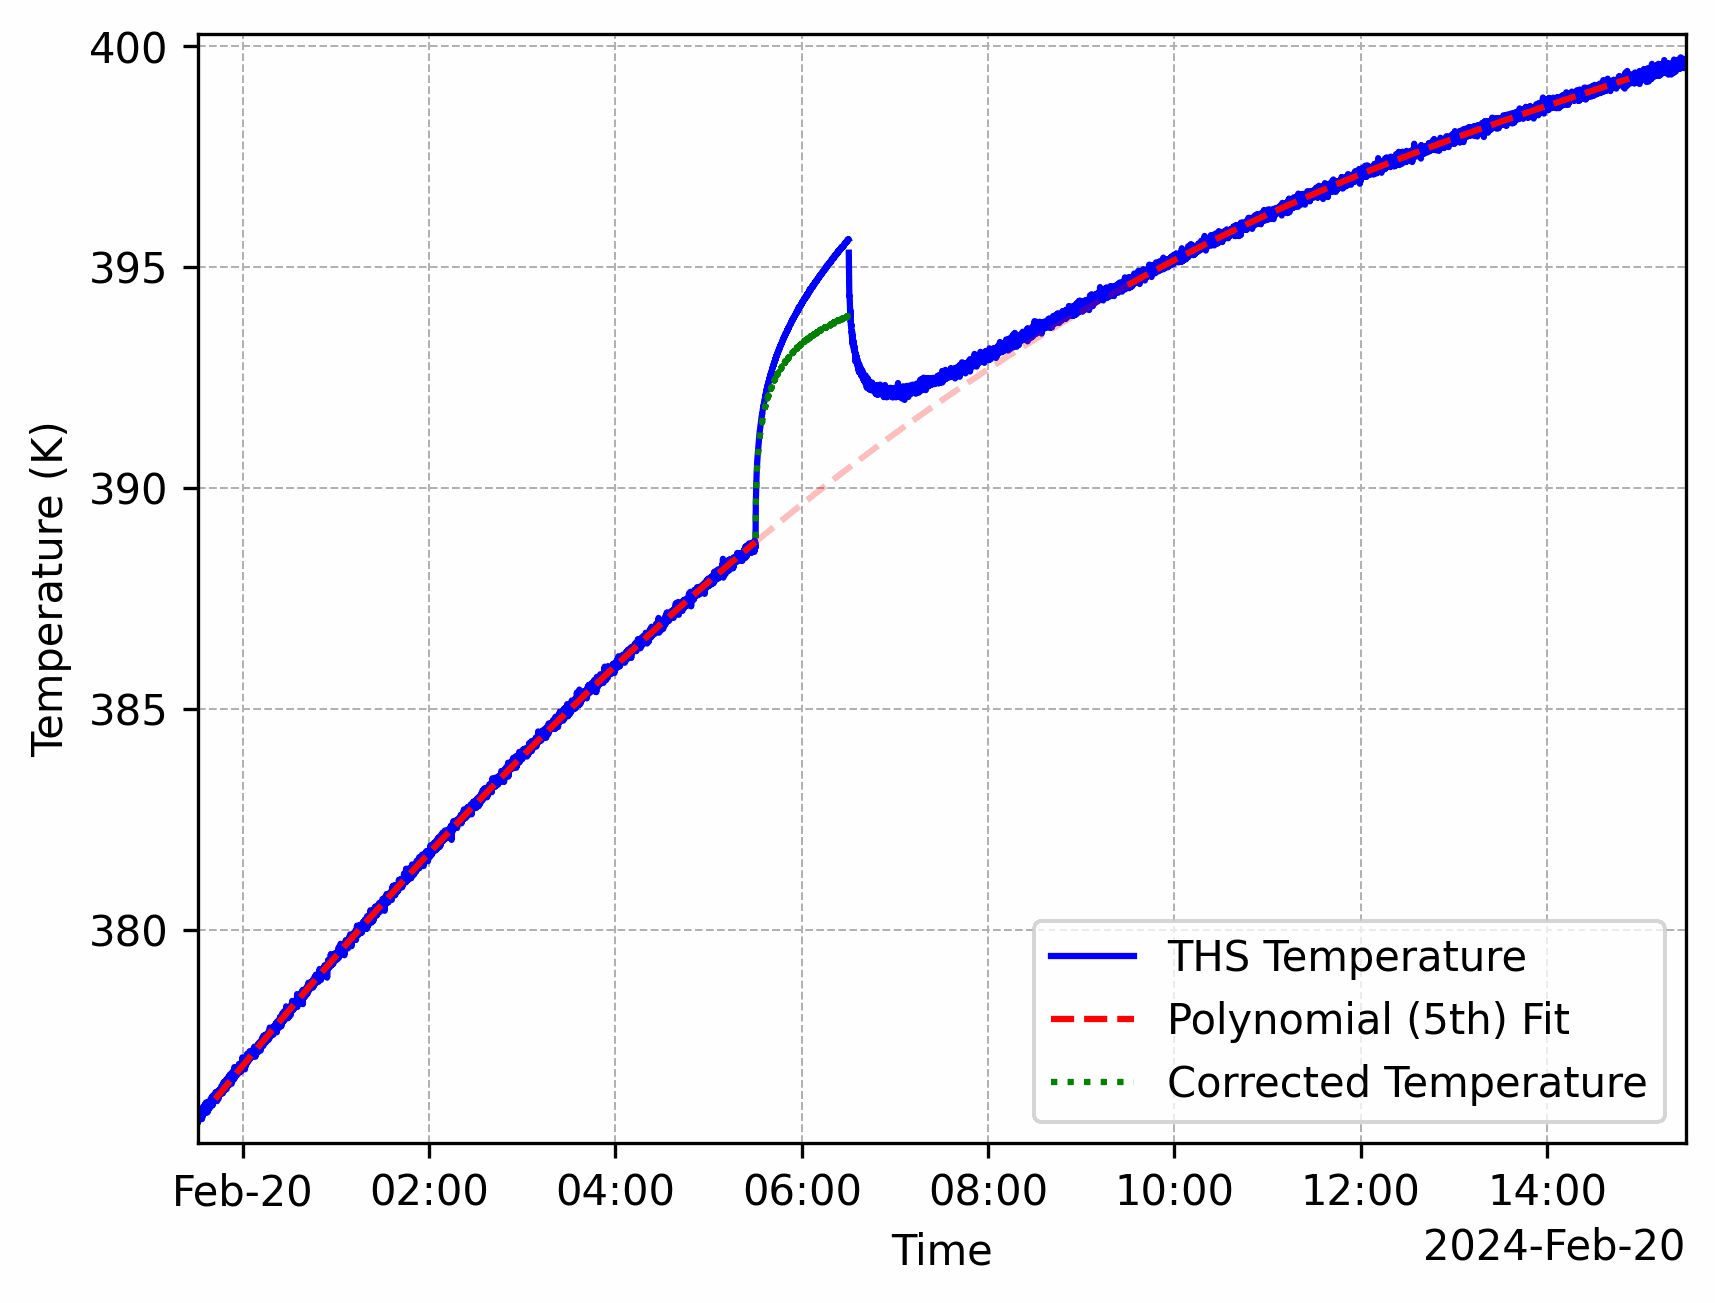 400
395
390
385
380
Temperature (K)
THS Temperature
Polynomial (5th) Fit
Corrected Temperature
Feb-20 02:00 04:00 06:00 08:00 10:00 12:00 14:00
2024-Feb-20
Time